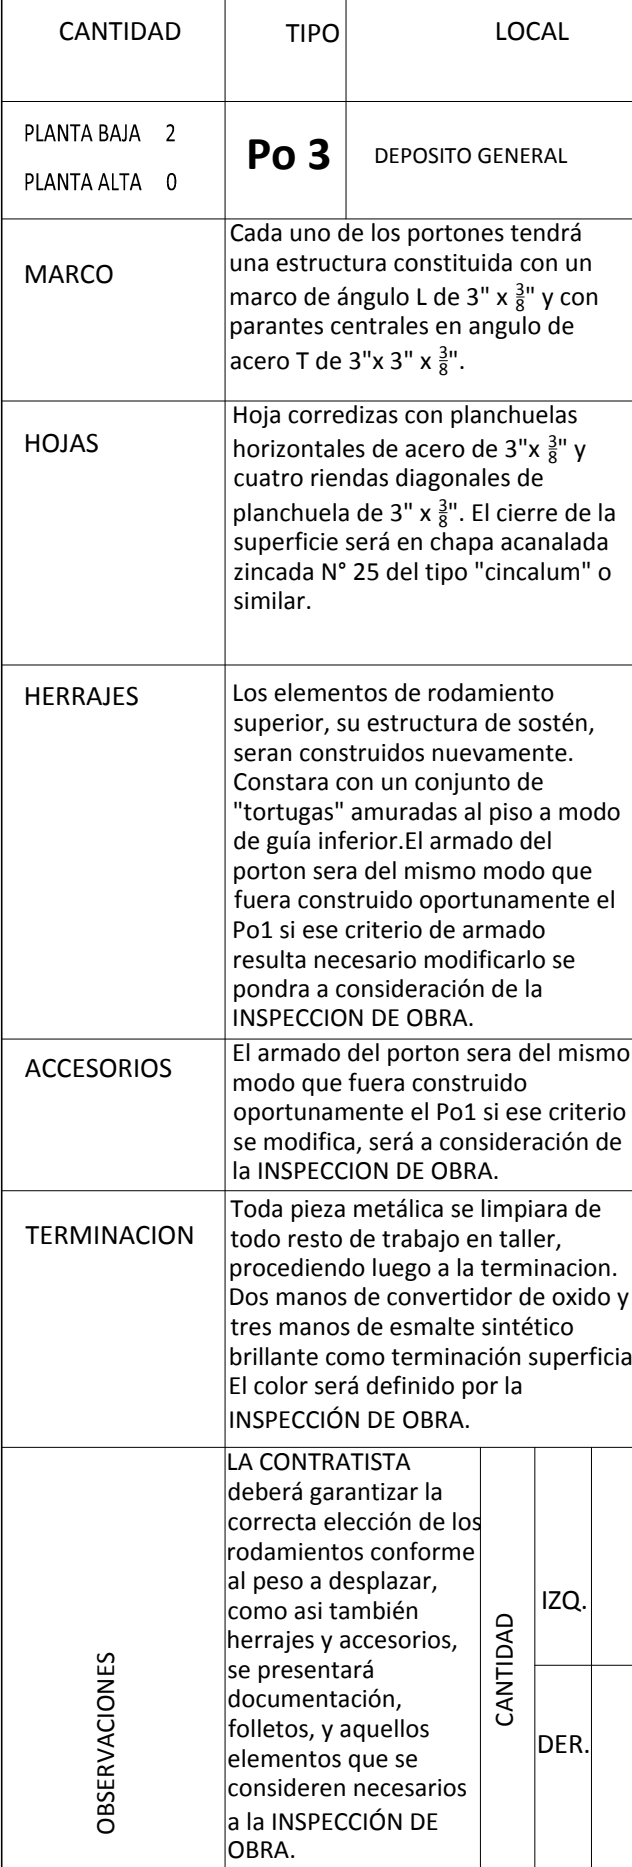 CANTIDAD TIPO LOCAL
PLANTA BAJA 2
PLANTA ALTA 0
Po 3
DEPOSITO GENERAL
MARCO
Cada uno de los portones tendrá
una estructura constituida con un
marco de ángulo L de 3" x 3/8" y con
parantes centrales en angulo de
acero T de 3"x 3" x 3/8".
HOJAS
Hoja corredizas con planchuelas
horizontales de acero de 3"x 3/8" y
cuatro riendas diagonales de
planchuela de 3" x 3/8". El cierre de la
superficie será en chapa acanalada
zincada N° 25 del tipo "cincalum" o
similar.
HERRAJES
Los elementos de rodamiento
superior, su estructura de sostén,
seran construidos nuevamente.
Constara con un conjunto de
"tortugas" amuradas al piso a modo
de guía inferior.El armado del
porton sera del mismo modo que
fuera construido oportunamente el
Po1 si ese criterio de armado
resulta necesario modificarlo se
pondra a consideración de la
INSPECCION DE OBRA.
ACCESORIOS
El armado del porton sera del mismo
modo que fuera construido
oportunamente el Po1 si ese criterio
se modifica, será a consideración de
la INSPECCION DE OBRA.
TERMINACION
Toda pieza metálica se limpiara de
todo resto de trabajo en taller,
procediendo luego a la terminacion.
Dos manos de convertidor de oxido y
tres manos de esmalte sintético
brillante como terminación superficia
El color será definido por la
INSPECCIÓN DE OBRA.
OBSERVACIONES
LA CONTRATISTA
deberá garantizar la
correcta elección de los
rodamientos conforme
al peso a desplazar,
como asi también
herrajes y accesorios,
se presentará
documentación,
folletos, y aquellos
elementos que se
consideren necesarios
a la INSPECCIÓN DE
OBRA.
CANTIDAD
IZQ.
DER.